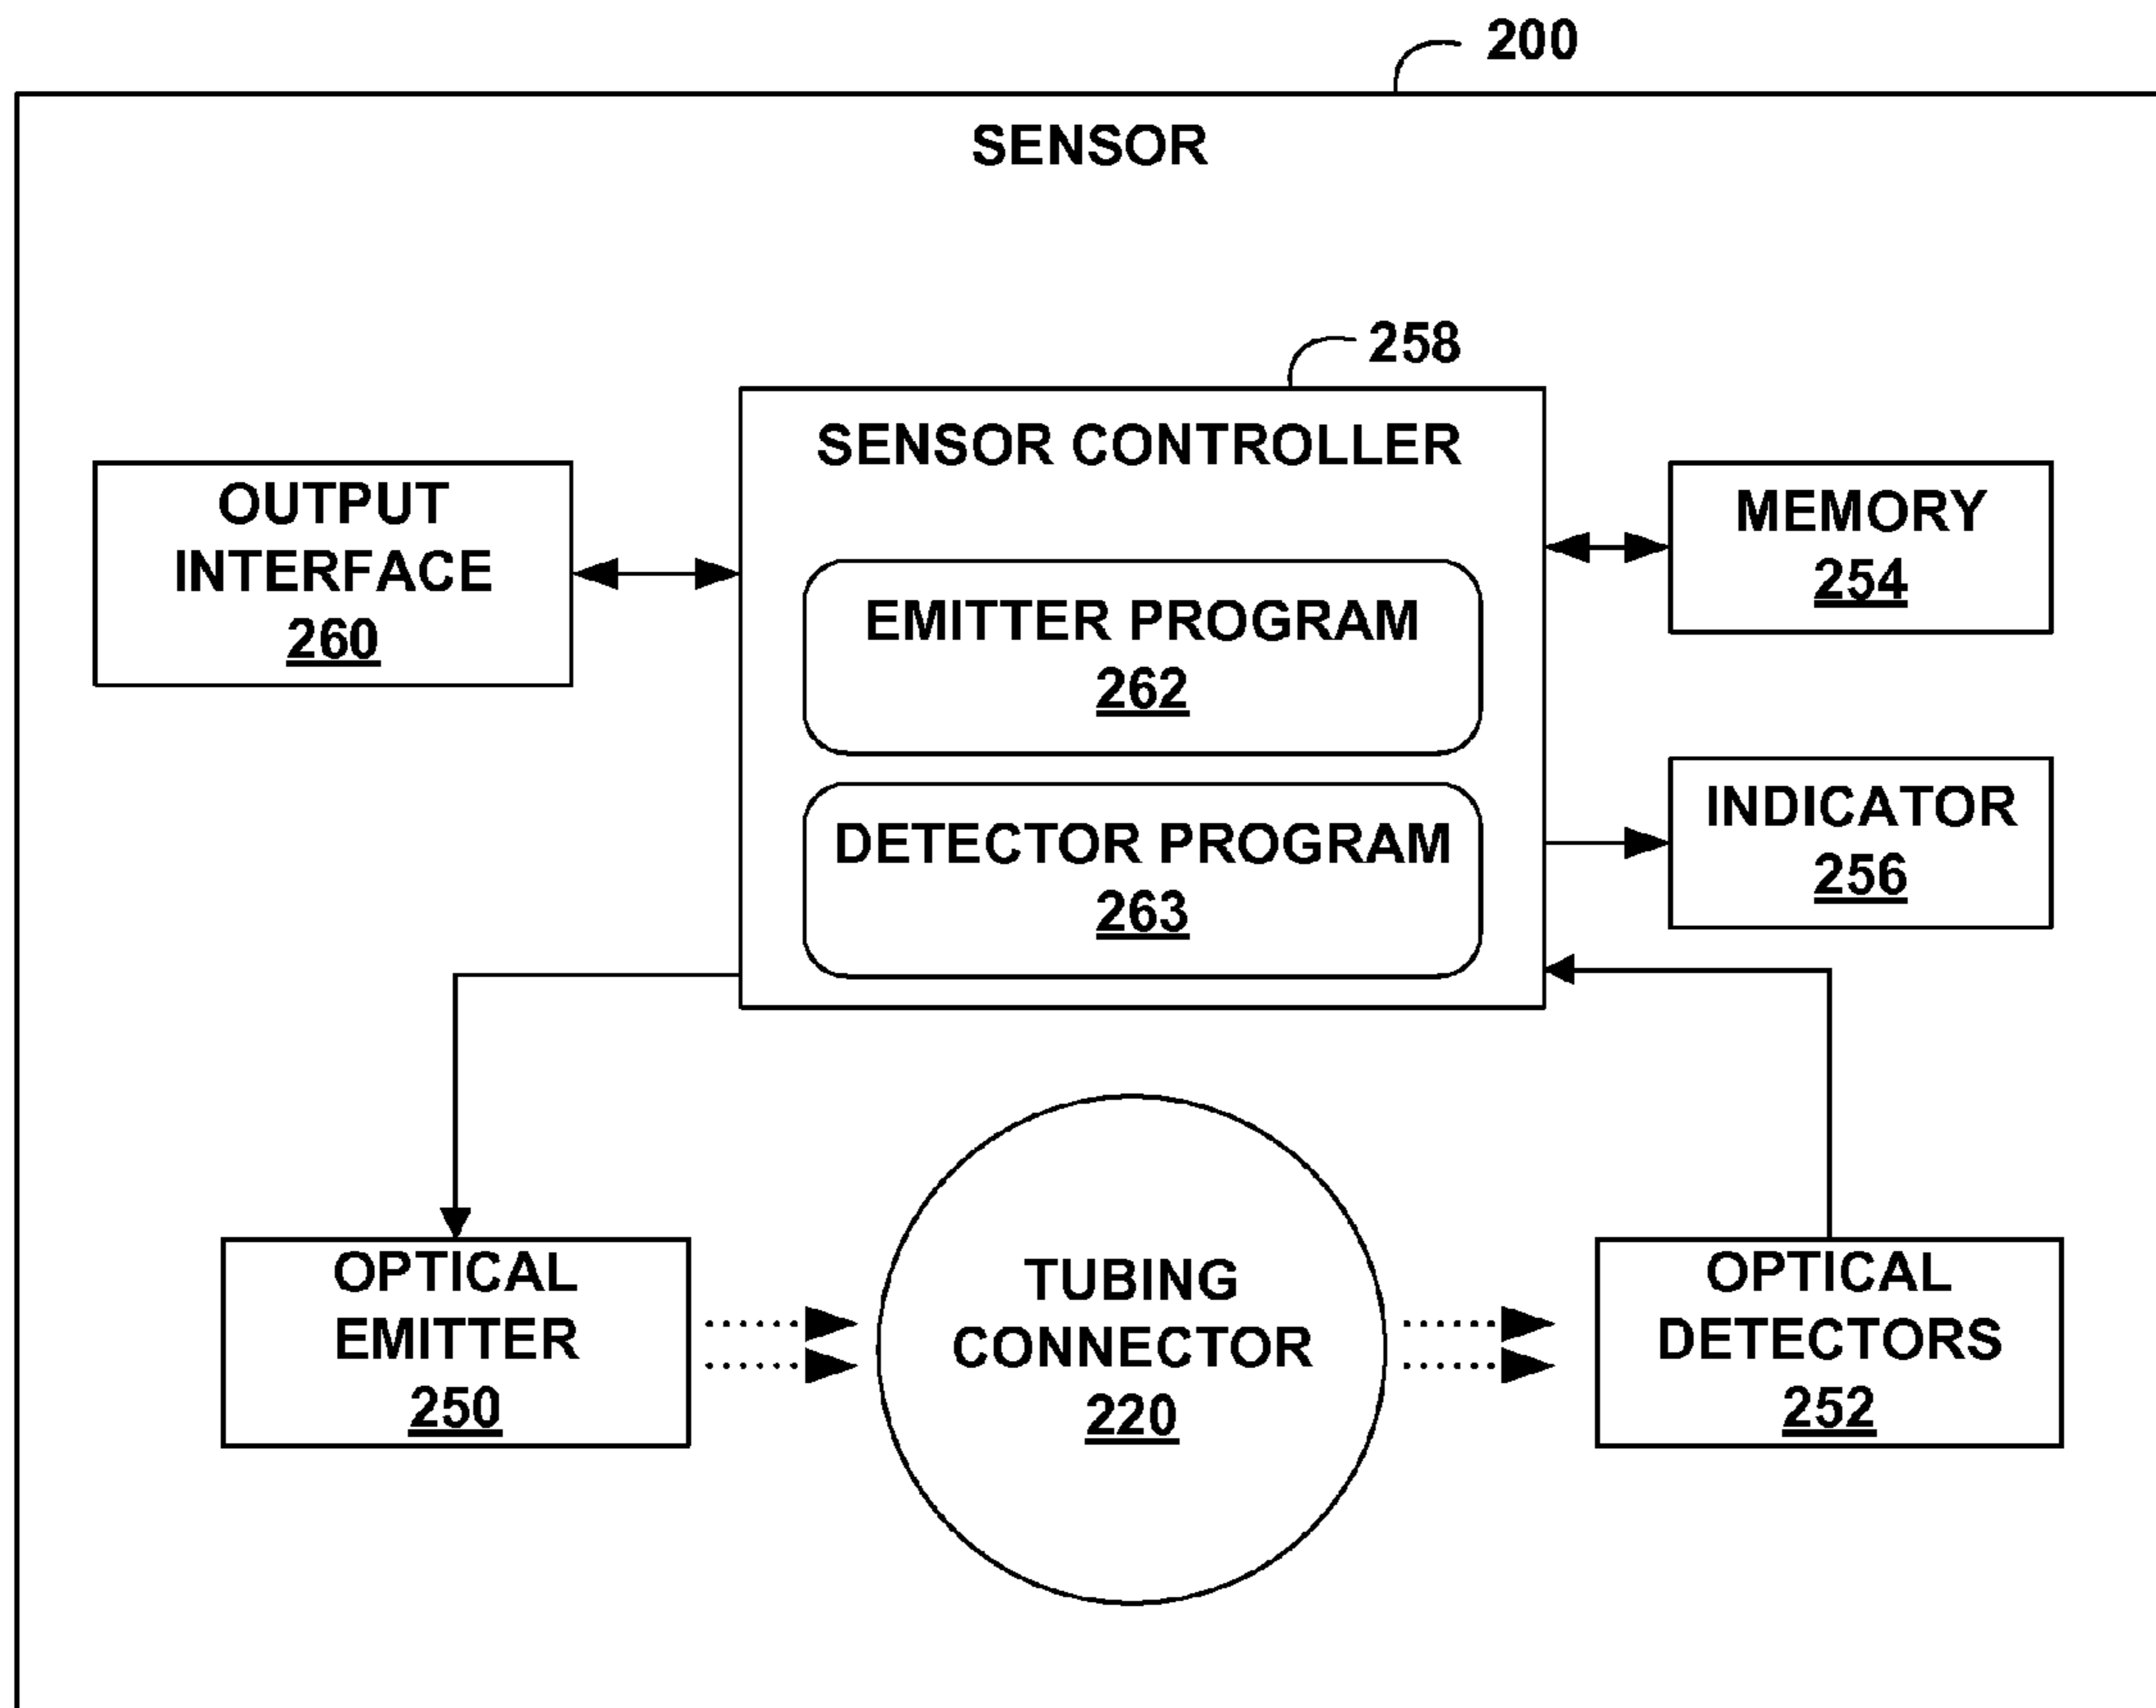 200
SENSOR
258
SENSOR CONTROLLER
OUTPUT
INTERFACE
260
EMITTER PROGRAM
262
DETECTOR PROGRAM
263
MEMORY
254
INDICATOR
256
OPTICAL
EMITTER
250
TUBING
CONNECTOR
220
OPTICAL
DETECTORS
252